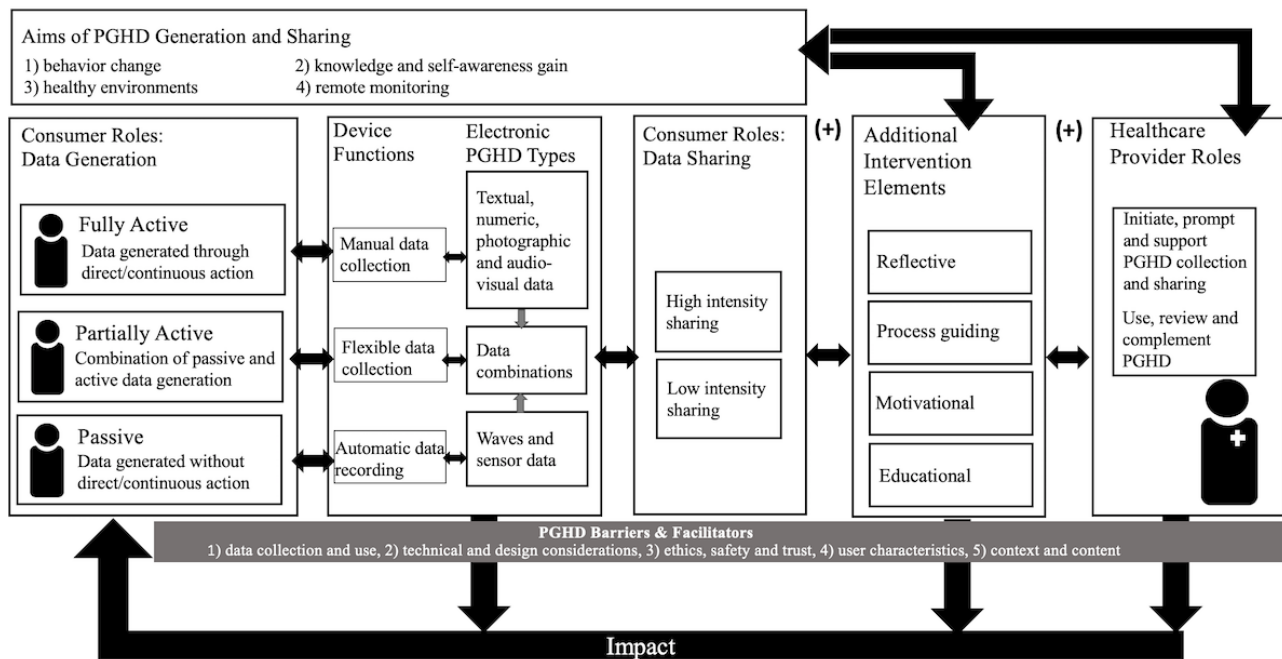 Aims of PGHD Generation and Sharing
1) behavior change
2) knowledge and self-awareness gain
3) healthy environments
4) remote monitoring
Consumer Roles:
Data Generation
Fully Active
Data generated through
direct/continuous action
Partially Active
Combination of passive and
active data generation
Passive
Data generated without
direct/continuous action
Device
Functions
Manual data
collection
Flexible data
collection
Automatic data
recording
Electronic
PGHD Types
Textual,
numeric,
photographic
and audio-
visual data
Data
combinations
Waves and
sensor data
Consumer Roles:
Data Sharing
High intensity
sharing
Low intensity
sharing
(+)
Additional
Intervention
Elements
Reflective
Process guiding
Motivational
Educational
(+)
Healthcare
Provider Roles
Initiate, prompt
and support
PGHD collection
and sharing
Use, review and
complement
PGHD
PGHD Barriers & Facilitators
1) data collection and use, 2) technical and design considerations, 3) ethics, safety and trust, 4) user characteristics, 5) context and content
Impact